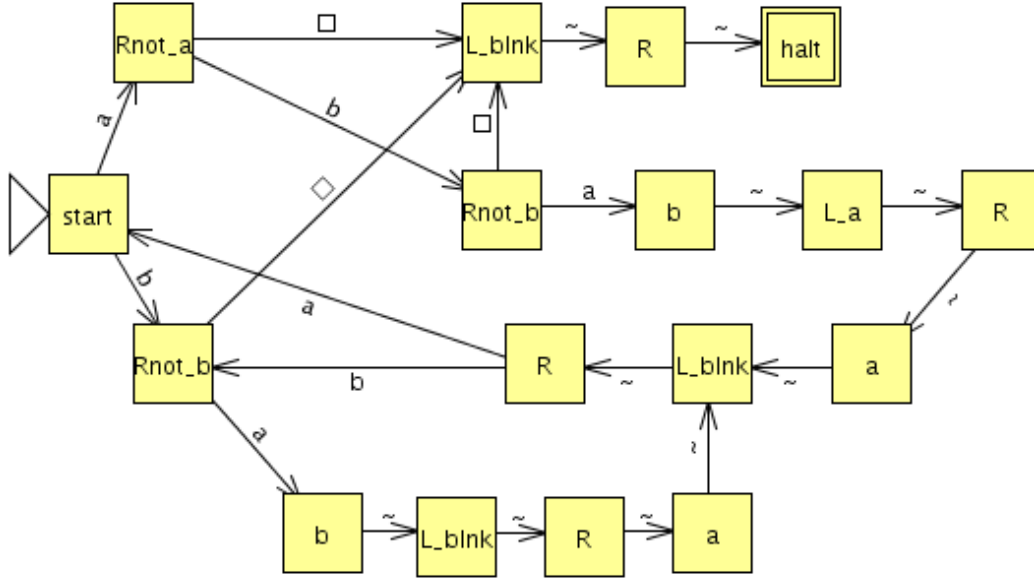 □
Rnot_a
L_blnk
~
R
~
halt
a
b
□
◇
start
Rnot_b
a
b
~
L_a
~
R
b
a
~
Rnot_b
b
R
~
L_blnk
~
a
a
~
b
~
L_blnk
~
R
~
a